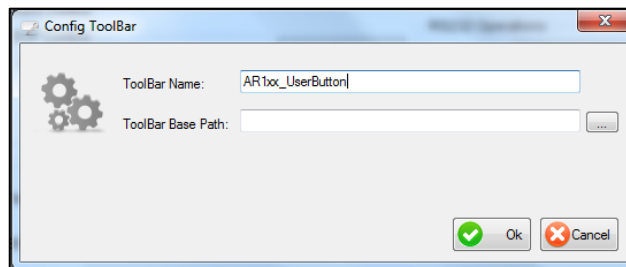 Config ToolBar
ToolBar Name: AR1xx_UserButton
ToolBar Base Path: ...
Ok Cancel